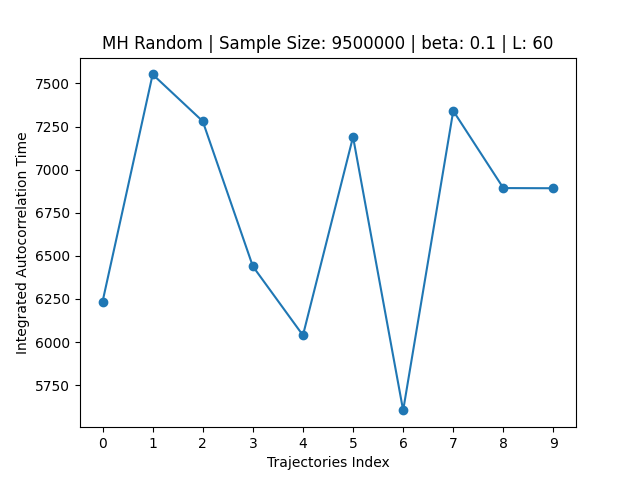 MH Random | Sample Size: 9500000 | beta: 0.1 | L: 60
Integrated Autocorrelation Time
7500
7250
7000
6750
6500
6250
6000
5750
0 1 2 3 4 5 6 7 8 9
Trajectories Index